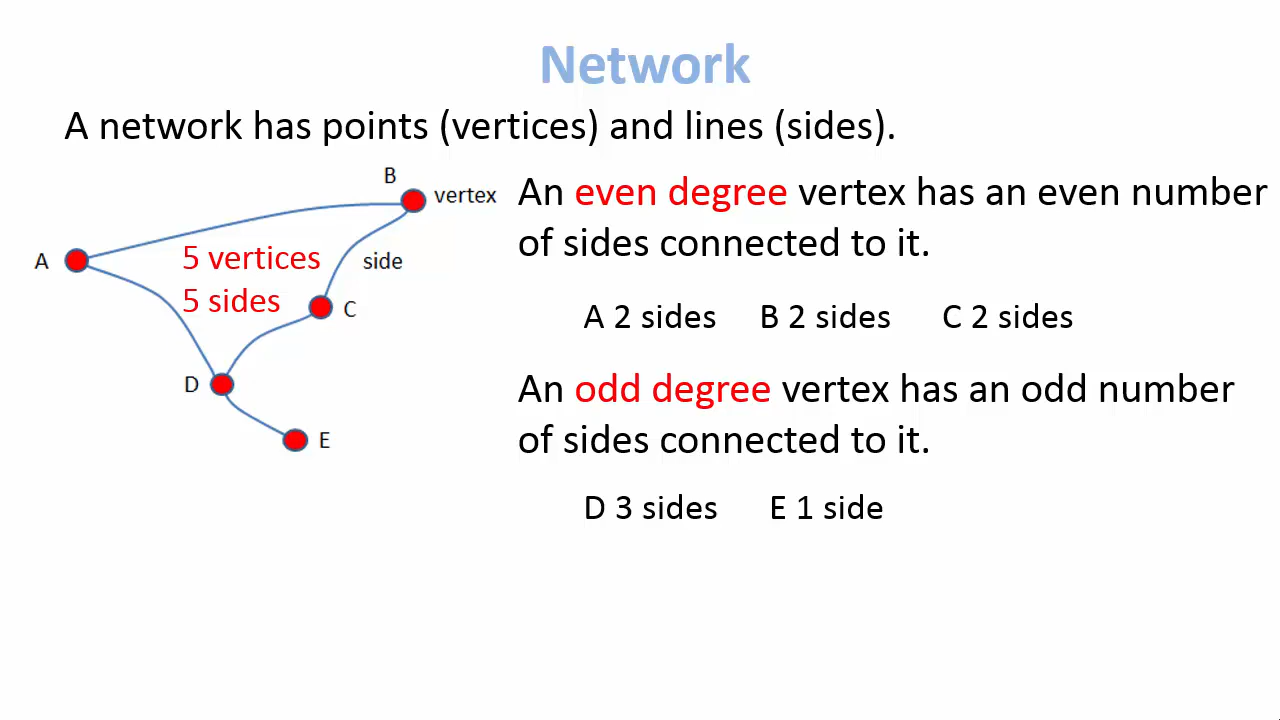 Network
A network has points (vertices) and lines (sides).
B
vertex
A
5 vertices
side
5 sides
C
D
E
An even degree vertex has an even number
of sides connected to it.
A 2 sides B 2 sides C 2 sides
An odd degree vertex has an odd number
of sides connected to it.
D 3 sides E 1 side